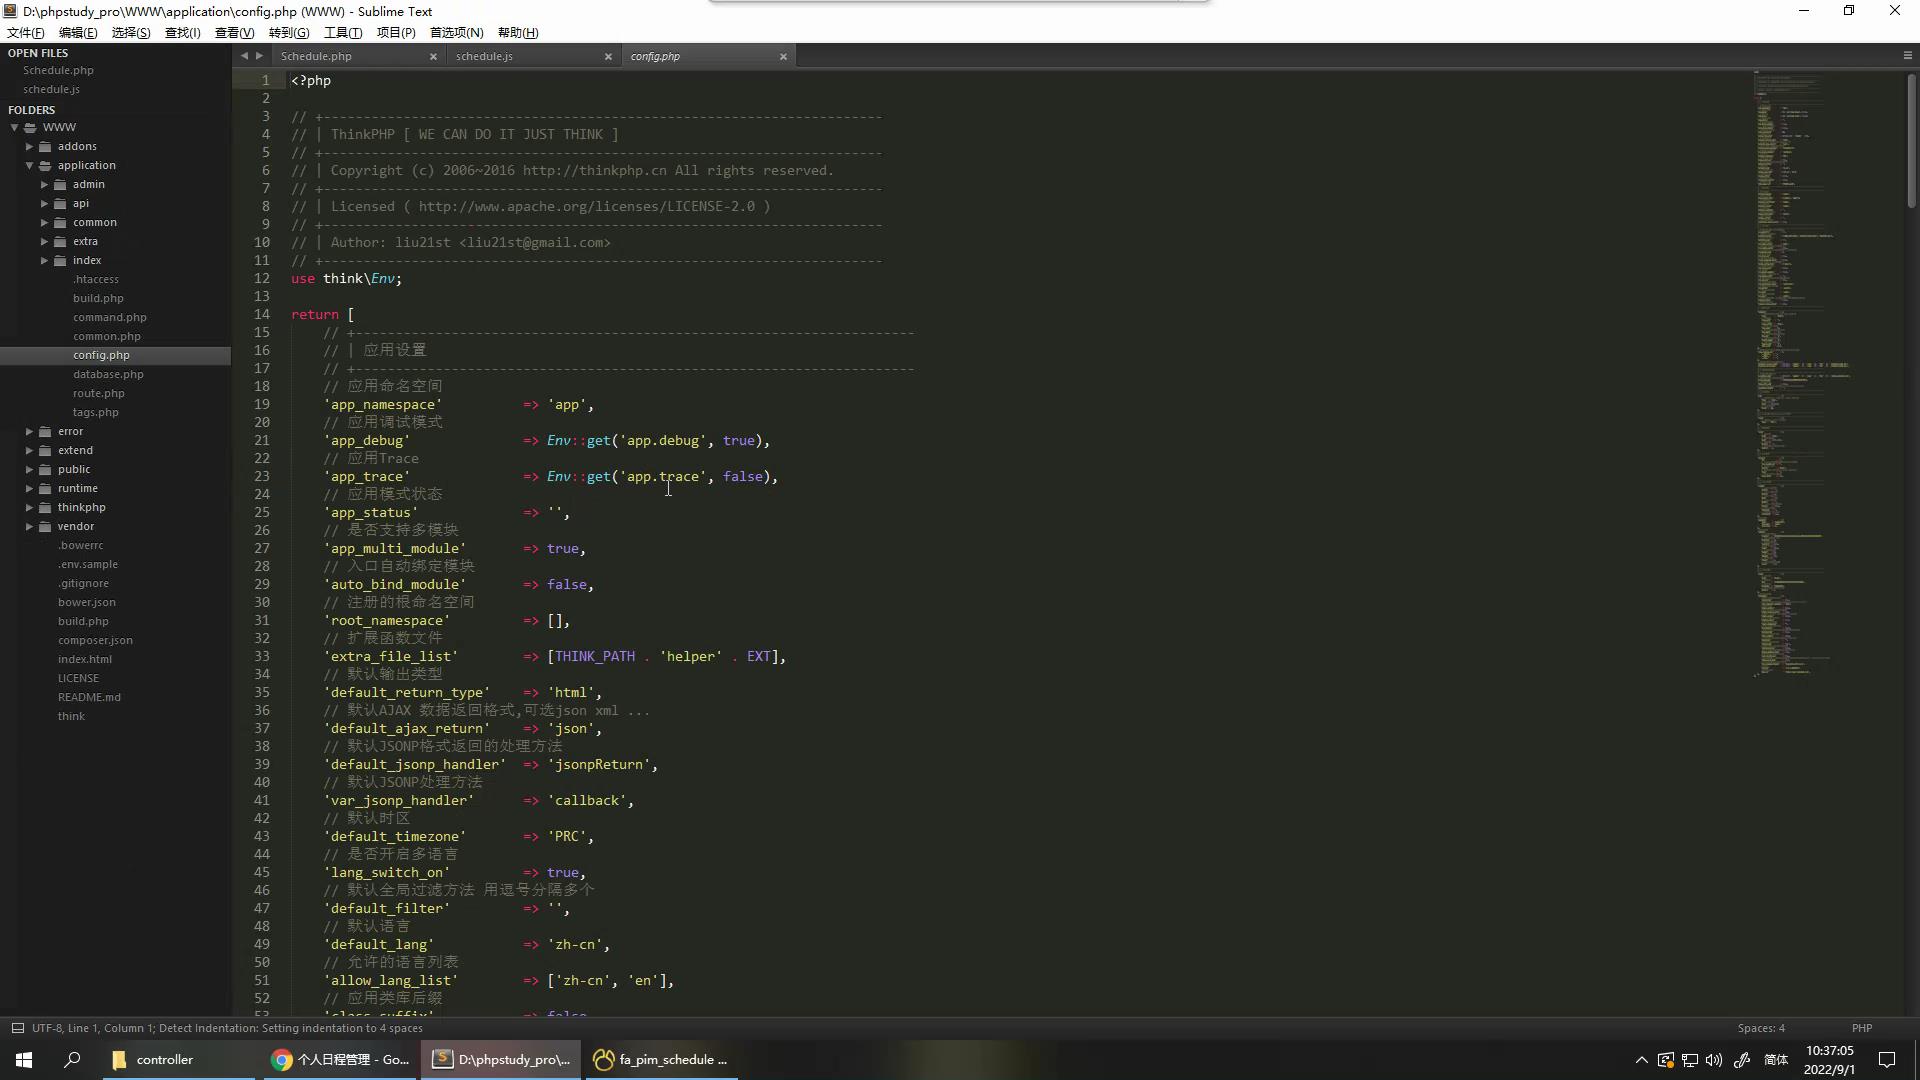 D:\phpstudy_pro\WWW\application\config.php (WWW) - Sublime Text
文件(F) 编辑(E) 选择(S) 查找(I) 查看(V) 转到(G) 工具(T) 项目(P) 首选项(N) 帮助(H)
OPEN FILES
Schedule.php
schedule.js
FOLDERS
WWW
addons
application
admin
api
common
extra
index
.htaccess
build.php
command.php
common.php
config.php
database.php
route.php
tags.php
error
extend
public
runtime
thinkphp
vendor
.bowerrc
.env.sample
.gitignore
bower.json
build.php
composer.json
index.html
LICENSE
README.md
think
Schedule.php × schedule.js × config.php ×
1 <?php
2
3 // +----------------------------------------------------------------------
4 // | ThinkPHP [ WE CAN DO IT JUST THINK ]
5 // +----------------------------------------------------------------------
6 // | Copyright (c) 2006~2016 http://thinkphp.cn All rights reserved.
7 // +----------------------------------------------------------------------
8 // | Licensed ( http://www.apache.org/licenses/LICENSE-2.0 )
9 // +----------------------------------------------------------------------
10 // | Author: liu21st <liu21st@gmail.com>
11 // +----------------------------------------------------------------------
12 use think\Env;
13
14 return [
15 // +----------------------------------------------------------------------
16 // | 应用设置
17 // +----------------------------------------------------------------------
18 // 应用命名空间
19 'app_namespace' => 'app',
20 // 应用调试模式
21 'app_debug' => Env::get('app.debug', true),
22 // 应用Trace
23 'app_trace' => Env::get('app.trace', false),
24 // 应用模式状态
25 'app_status' => '',
26 // 是否支持多模块
27 'app_multi_module' => true,
28 // 入口自动绑定模块
29 'auto_bind_module' => false,
30 // 注册的根命名空间
31 'root_namespace' => [],
32 // 扩展函数文件
33 'extra_file_list' => [THINK_PATH . 'helper' . EXT],
34 // 默认输出类型
35 'default_return_type' => 'html',
36 // 默认AJAX 数据返回格式,可选json xml ...
37 'default_ajax_return' => 'json',
38 // 默认JSONP格式返回的处理方法
39 'default_jsonp_handler' => 'jsonpReturn',
40 // 默认JSONP处理方法
41 'var_jsonp_handler' => 'callback',
42 // 默认时区
43 'default_timezone' => 'PRC',
44 // 是否开启多语言
45 'lang_switch_on' => true,
46 // 默认全局过滤方法 用逗号分隔多个
47 'default_filter' => '',
48 // 默认语言
49 'default_lang' => 'zh-cn',
50 // 允许的语言列表
51 'allow_lang_list' => ['zh-cn', 'en'],
52 // 应用类库后缀
53 'class_suffix' => false
UTF-8, Line 1, Column 1; Detect Indentation: Setting indentation to 4 spaces Spaces: 4 PHP
controller 个人日程管理 - Go... D:\phpstudy_pro\... fa_pim_schedule ... 简体 10:37:05
2022/9/1